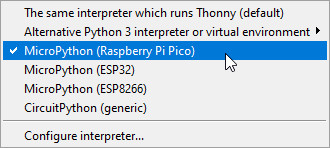 The same interpreter which runs Thonny (default)
Alternative Python 3 interpreter or virtual environment
MicroPython (Raspberry Pi Pico)
MicroPython (ESP32)
MicroPython (ESP8266)
CircuitPython (generic)
Configure interpreter...